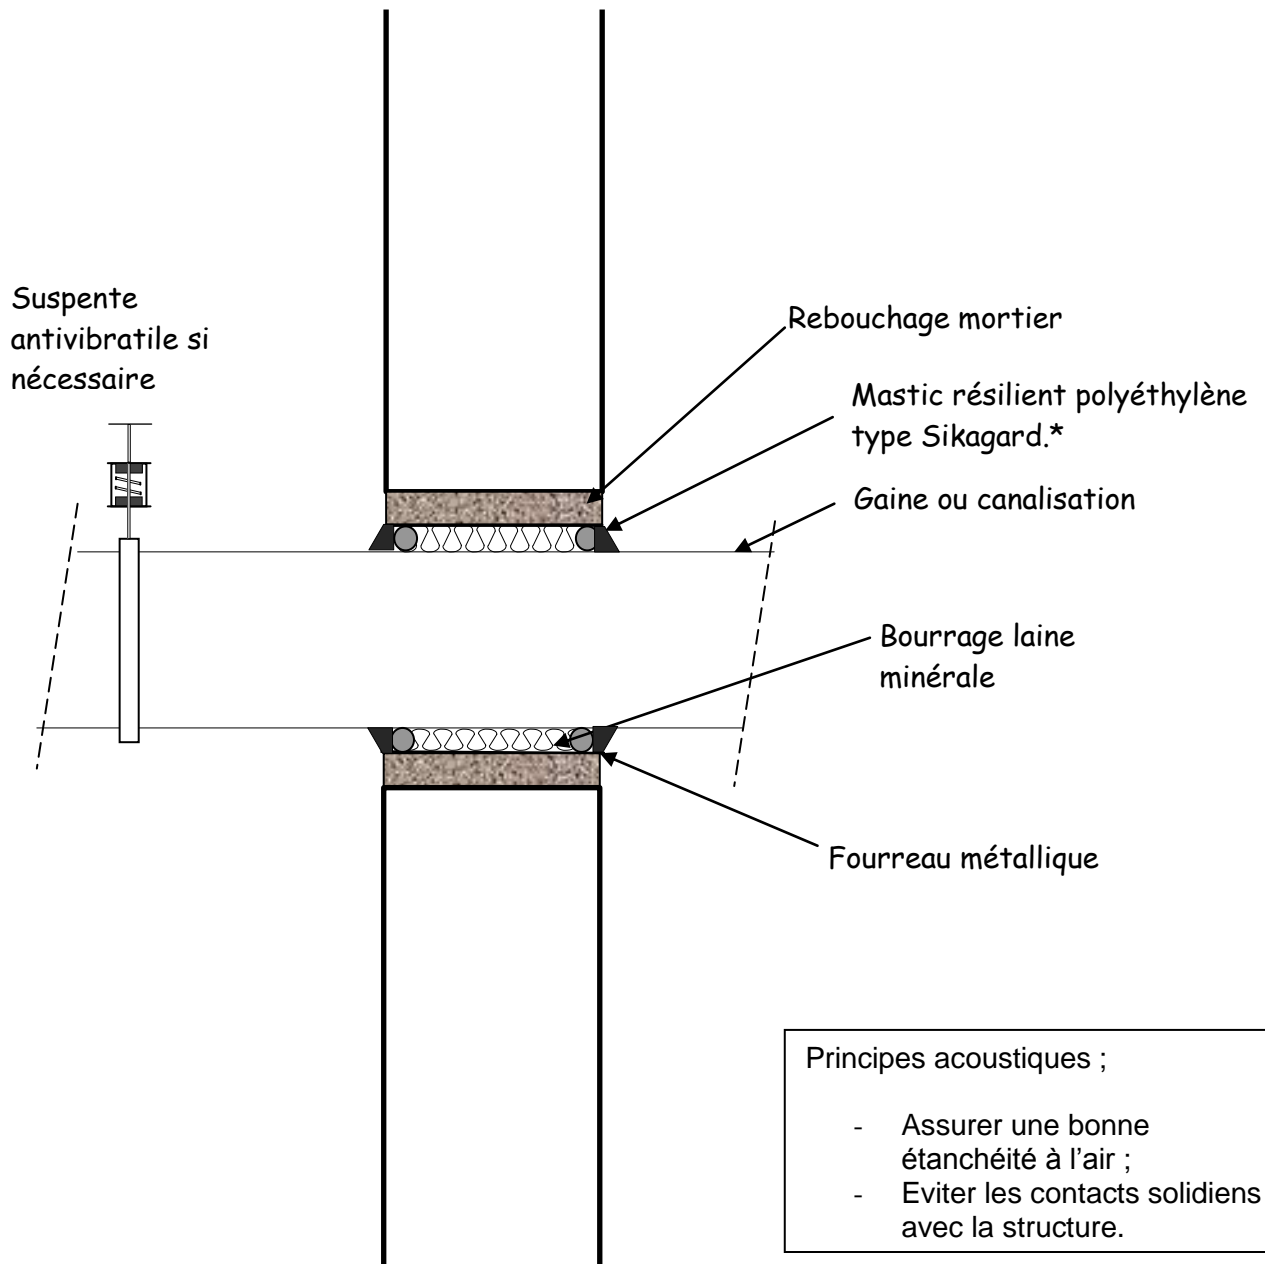 Suspente
antivibratile si
nécessaire
Rebouchage mortier
Mastic résilient polyéthylène
type Sikagard.*
Gaine ou canalisation
Bourrage laine
minérale
Fourreau métallique
Principes acoustiques ;
- Assurer une bonne
étanchéité à l’air ;
- Eviter les contacts solidiens
avec la structure.